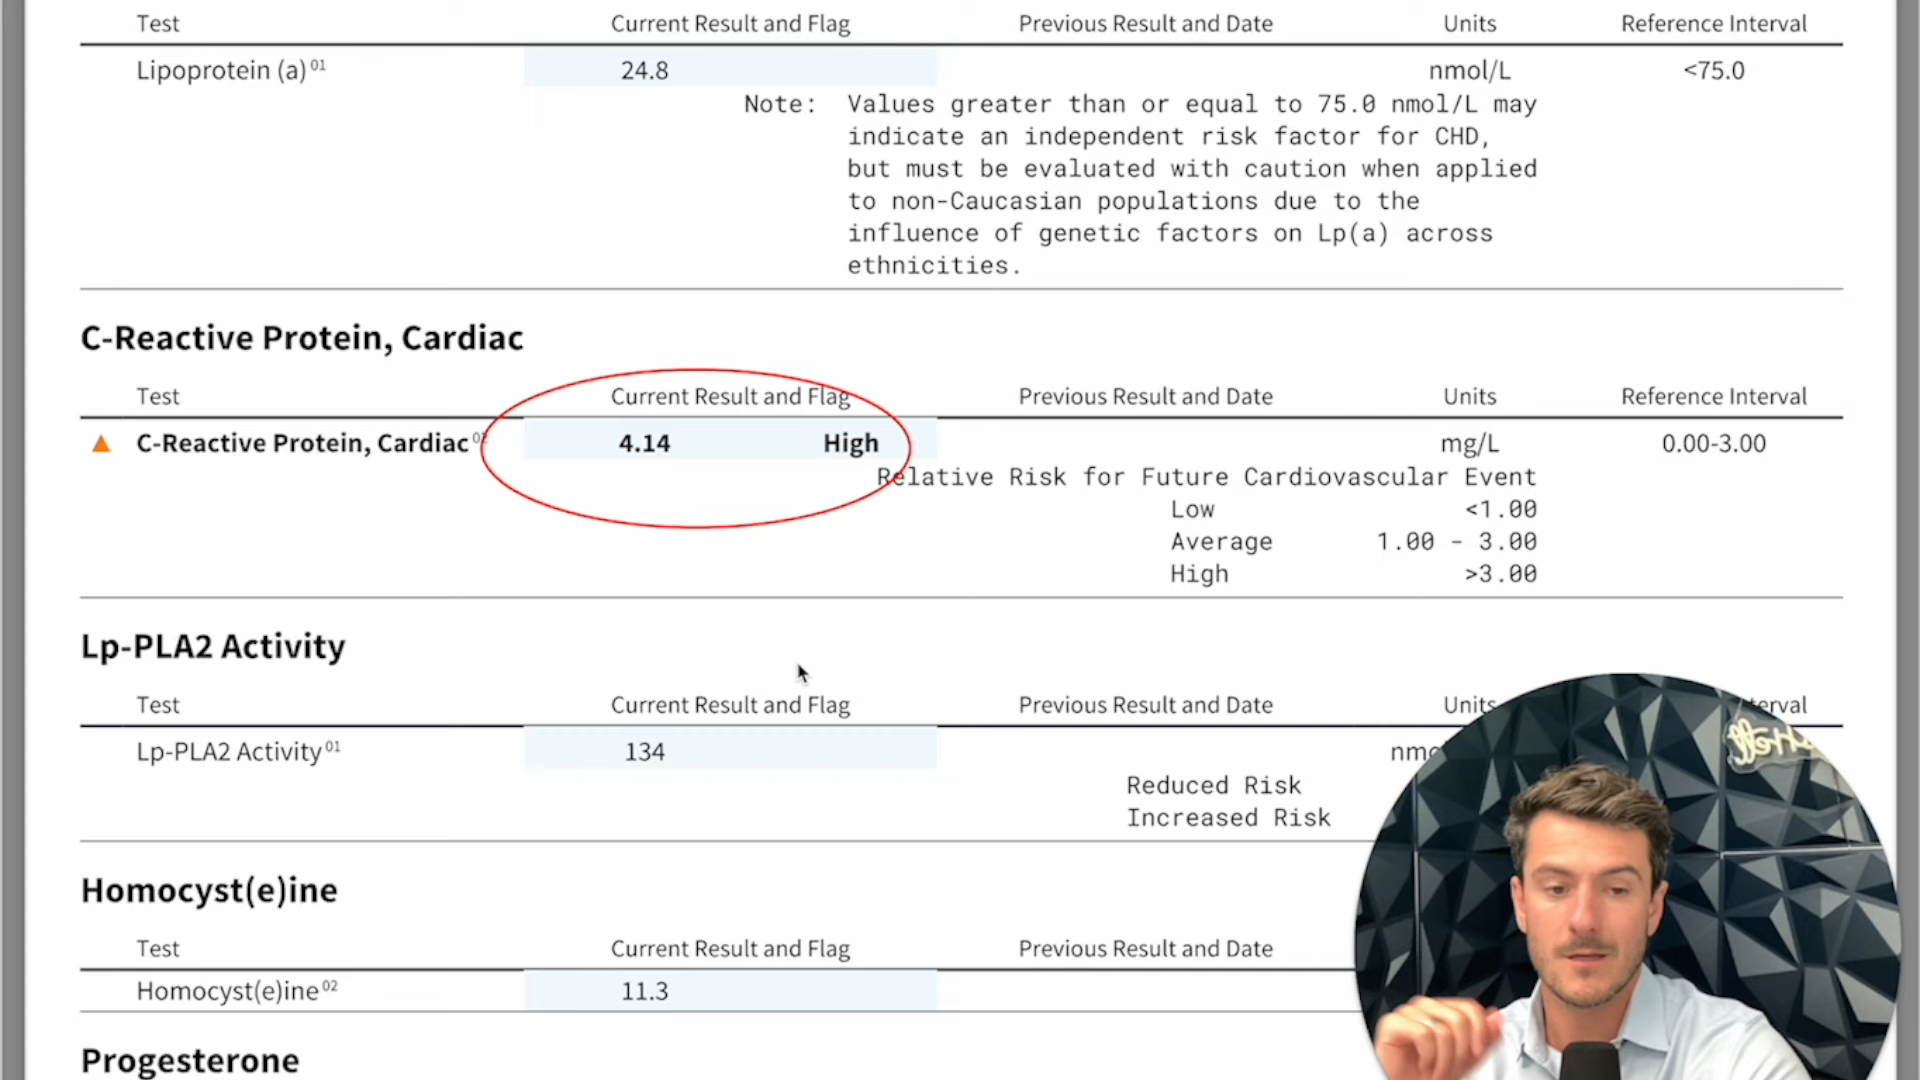 Test Current Result and Flag Previous Result and Date Units Reference Interval
Lipoprotein (a) 01 24.8 nmol/L <75.0
Note: Values greater than or equal to 75.0 nmol/L may
indicate an independent risk factor for CHD,
but must be evaluated with caution when applied
to non-Caucasian populations due to the
influence of genetic factors on Lp(a) across
ethnicities.
C-Reactive Protein, Cardiac
Test Current Result and Flag Previous Result and Date Units Reference Interval
C-Reactive Protein, Cardiac 4.14 High mg/L 0.00-3.00
Relative Risk for Future Cardiovascular Event
Low <1.00
Average 1.00 - 3.00
High >3.00
Lp-PLA2 Activity
Test Current Result and Flag Previous Result and Date Units
Lp-PLA2 Activity 01 134
Reduced Risk
Increased Risk
Homocyst(e)ine
Test Current Result and Flag Previous Result and Date
Homocyst(e)ine 02 11.3
Progesterone